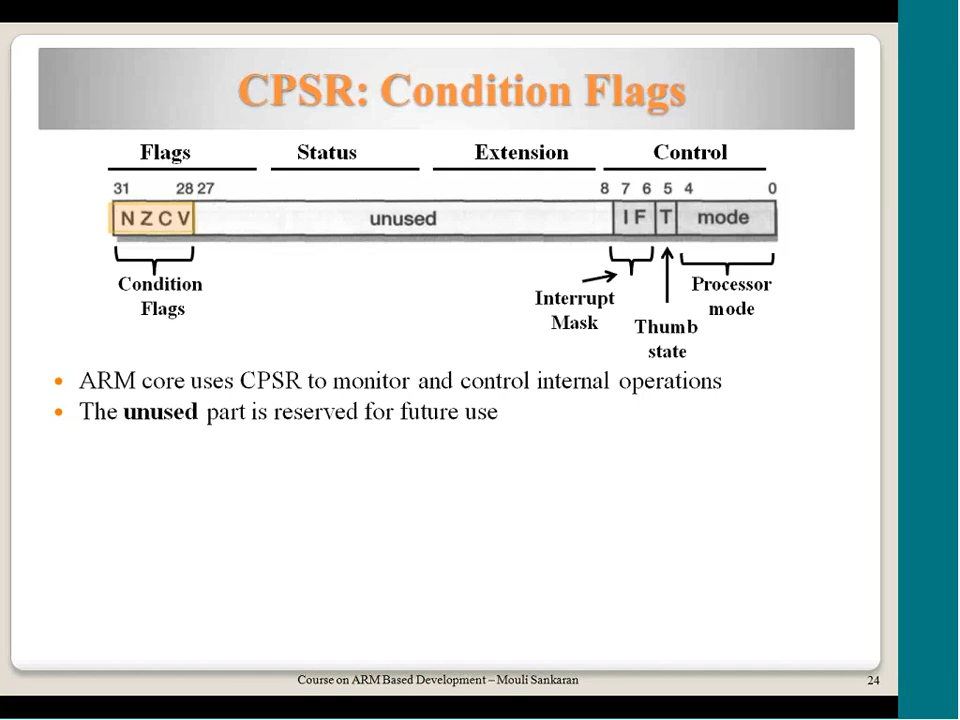 CPSR: Condition Flags
Flags Status Extension Control
31 28 27 8 7 6 5 4 0
N Z C V unused I F T mode
Condition
Flags
Interrupt
Mask
Thumb
state
Processor
mode
ARM core uses CPSR to monitor and control internal operations
The unused part is reserved for future use
Course on ARM Based Development – Mouli Sankaran 24